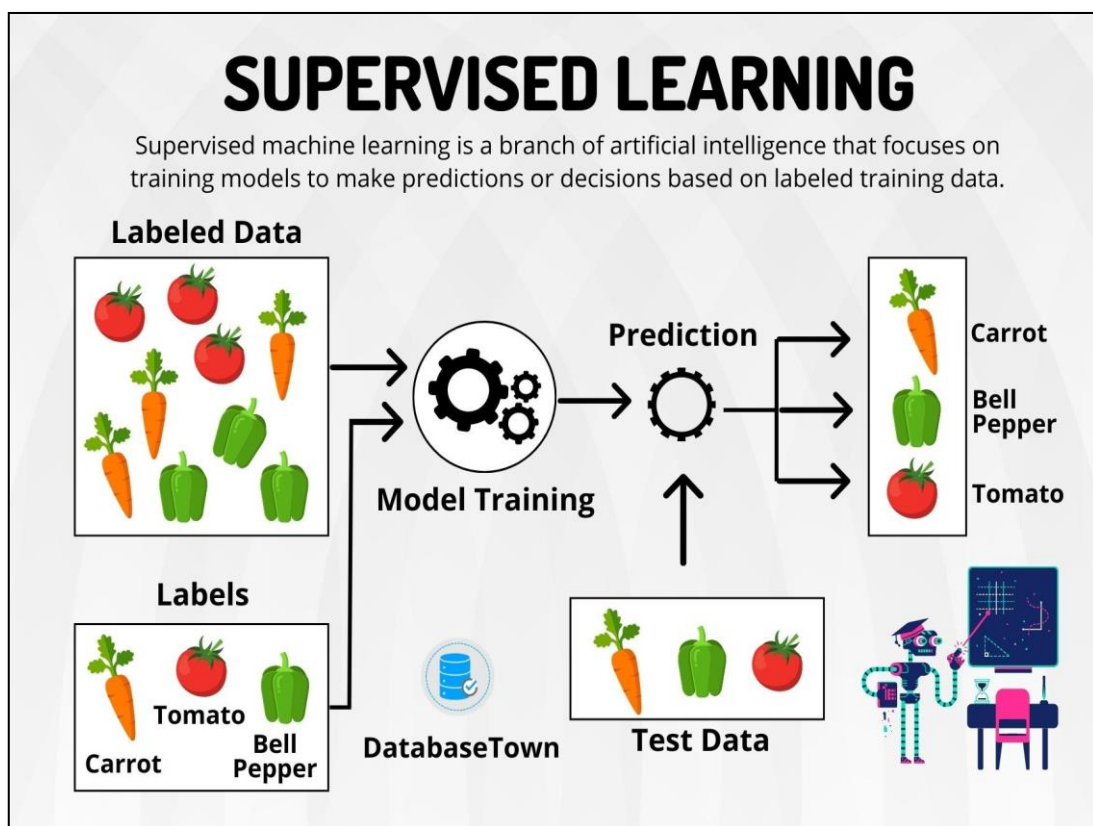 SUPERVISED LEARNING
Supervised machine learning is a branch of artificial intelligence that focuses on
training models to make predictions or decisions based on labeled training data.
Labeled Data
Model Training
Prediction
Carrot
Bell
Pepper
Tomato
Labels
Carrot
Tomato
Bell
Pepper
DatabaseTown
Test Data